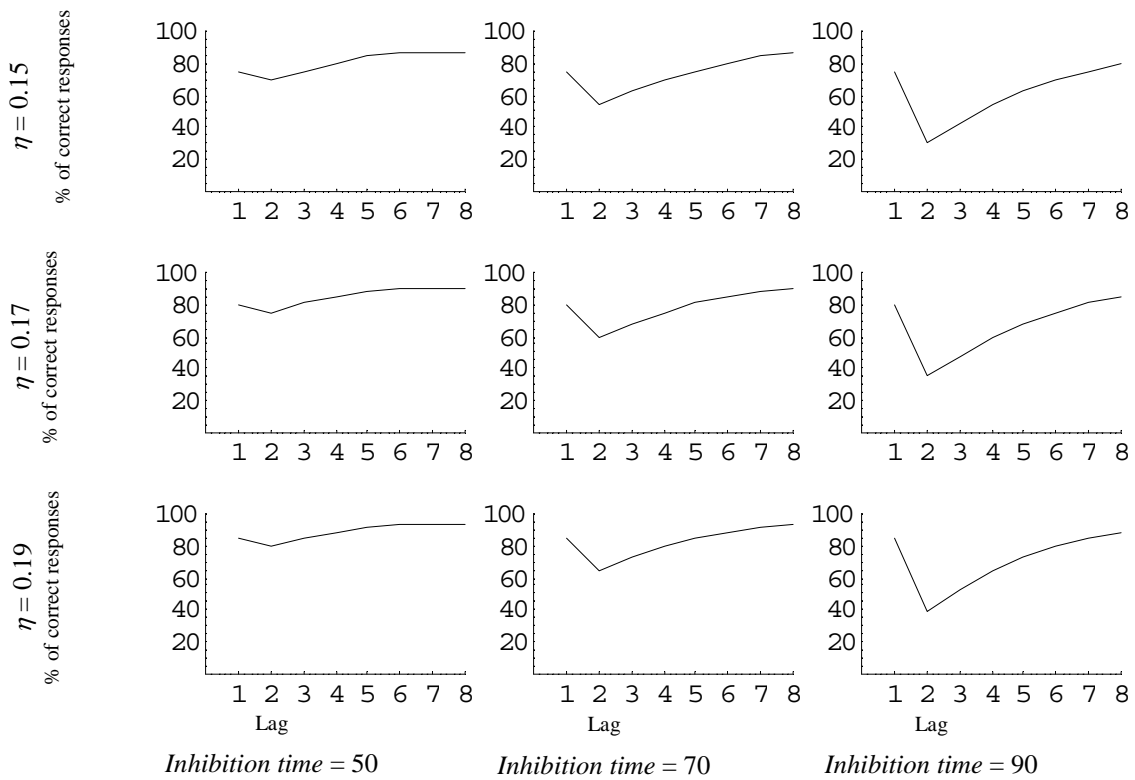 η = 0.15
% of correct responses
100
80
60
40
20
1 2 3 4 5 6 7 8
100
80
60
40
20
1 2 3 4 5 6 7 8
100
80
60
40
20
1 2 3 4 5 6 7 8
η = 0.17
% of correct responses
100
80
60
40
20
1 2 3 4 5 6 7 8
100
80
60
40
20
1 2 3 4 5 6 7 8
100
80
60
40
20
1 2 3 4 5 6 7 8
η = 0.19
% of correct responses
100
80
60
40
20
1 2 3 4 5 6 7 8
100
80
60
40
20
1 2 3 4 5 6 7 8
100
80
60
40
20
1 2 3 4 5 6 7 8
Lag
Lag
Lag
Inhibition time = 50
Inhibition time = 70
Inhibition time = 90